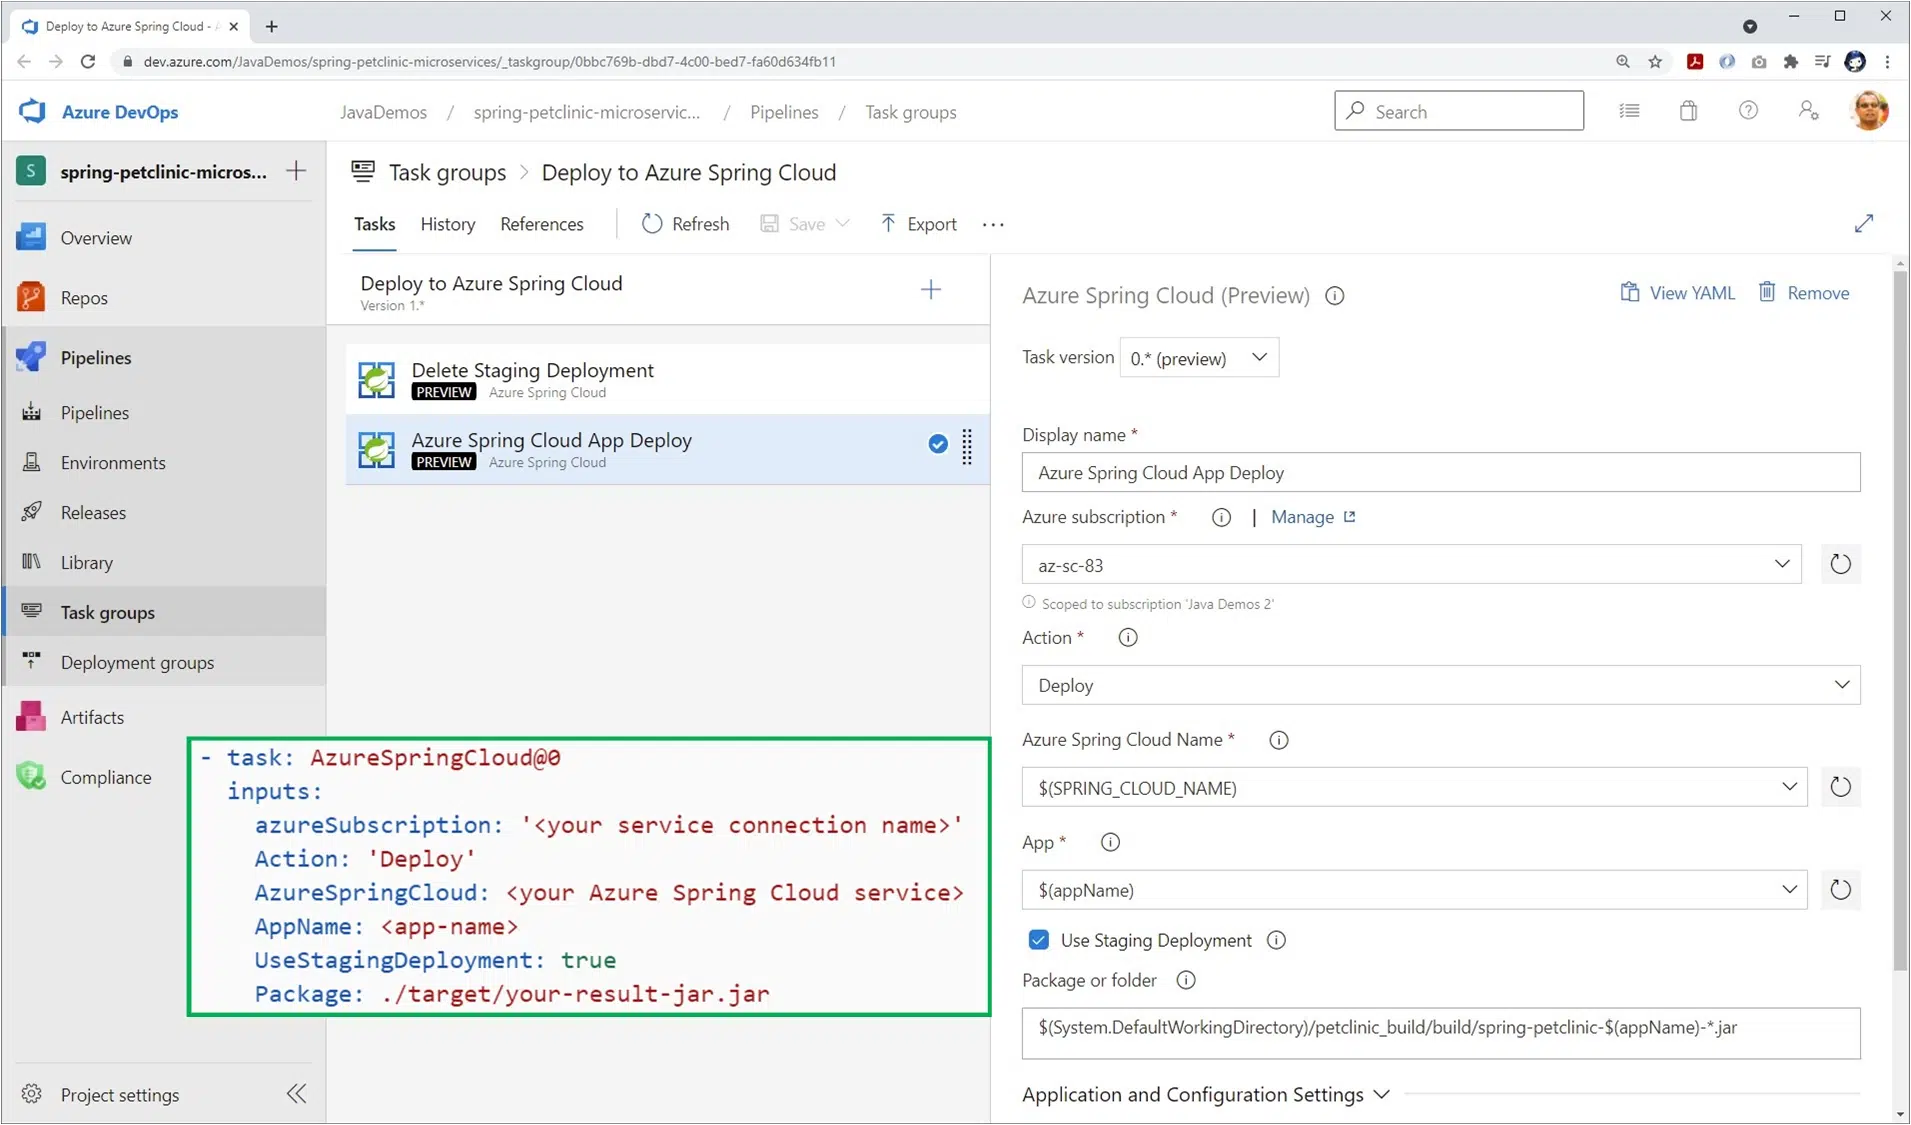 Deploy to Azure Spring Cloud -
dev.azure.com/JavaDemos/spring-petclinic-microservices/_taskgroup/0bbc769b-dbd7-4c00-bed7-fa60d634fb11
Azure DevOps
JavaDemos / spring-petclinic-microservic... / Pipelines / Task groups
Search
S spring-petclinic-micros...
Overview
Repos
Pipelines
Pipelines
Environments
Releases
Library
Task groups
Deployment groups
Artifacts
Compliance
Project settings
Task groups > Deploy to Azure Spring Cloud
Tasks History References Refresh Save Export ...
Deploy to Azure Spring Cloud
Version 1.*
Delete Staging Deployment
PREVIEW Azure Spring Cloud
Azure Spring Cloud App Deploy
PREVIEW Azure Spring Cloud
- task: AzureSpringCloud@0
inputs:
azureSubscription: '<your service connection name>'
Action: 'Deploy'
AzureSpringCloud: <your Azure Spring Cloud service>
AppName: <app-name>
UseStagingDeployment: true
Package: ./target/your-result-jar.jar
Azure Spring Cloud (Preview)
View YAML Remove
Task version 0.* (preview)
Display name *
Azure Spring Cloud App Deploy
Azure subscription * | Manage
az-sc-83
Scoped to subscription 'Java Demos 2'
Action *
Deploy
Azure Spring Cloud Name *
$(SPRING_CLOUD_NAME)
App *
$(appName)
Use Staging Deployment
Package or folder
$(System.DefaultWorkingDirectory)/petclinic_build/build/spring-petclinic-$(appName)-*.jar
Application and Configuration Settings